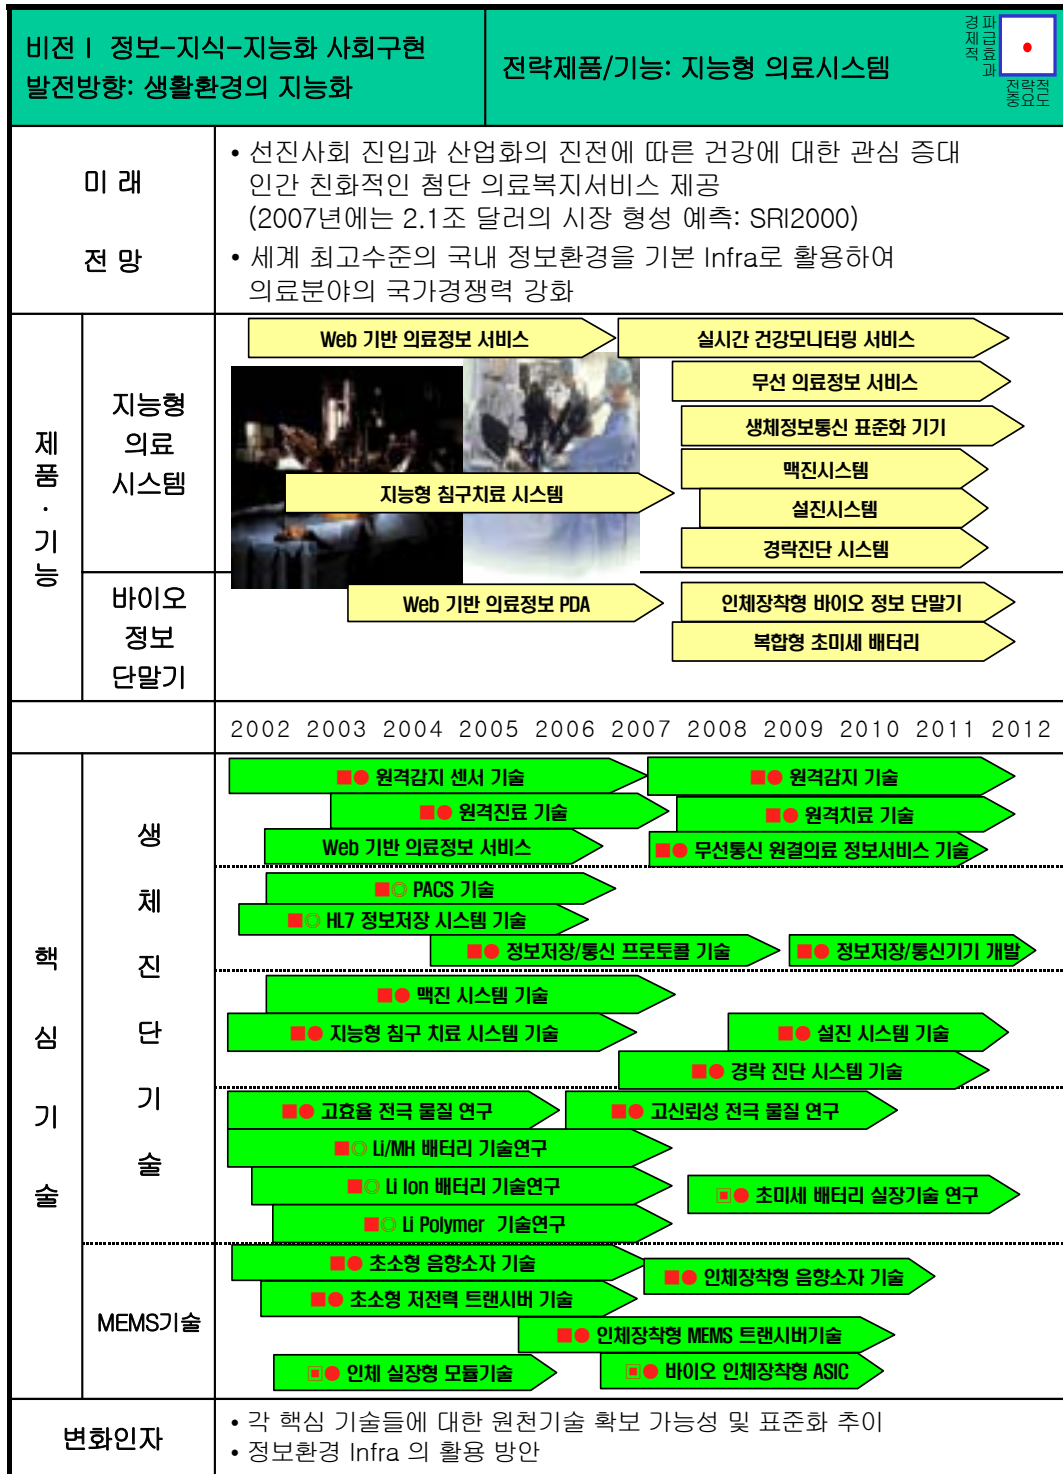 비전 I 정보-지식-지능화 사회구현
발전방향: 생활환경의 지능화
전략제품/기능: 지능형 의료시스템
경제적
파급효과
전략적
중요도
미 래
전 망
• 선진사회 진입과 산업화의 진전에 따른 건강에 대한 관심 증대
인간 친화적인 첨단 의료복지서비스 제공
(2007년에는 2.1조 달러의 시장 형성 예측: SRI2000)
• 세계 최고수준의 국내 정보환경을 기본 Infra로 활용하여
의료분야의 국가경쟁력 강화
제품·기능
지능형
의료
시스템
Web 기반 의료정보 서비스
실시간 건강모니터링 서비스
무선 의료정보 서비스
생체정보통신 표준화 기기
맥진시스템
지능형 침구치료 시스템
설진시스템
경락진단 시스템
바이오
정보
단말기
Web 기반 의료정보 PDA
인체장착형 바이오 정보 단말기
복합형 초미세 배터리
2002 2003 2004 2005 2006 2007 2008 2009 2010 2011 2012
핵심기술
생체진단기술
■● 원격감지 센서 기술
■● 원격감지 기술
■● 원격진료 기술
■● 원격치료 기술
Web 기반 의료정보 서비스
■● 무선통신 원결의료 정보서비스 기술
■◎ PACS 기술
■◎ HL7 정보저장 시스템 기술
■● 정보저장/통신 프로토콜 기술
■● 정보저장/통신기기 개발
■● 맥진 시스템 기술
■● 지능형 침구 치료 시스템 기술
■● 설진 시스템 기술
■● 경락 진단 시스템 기술
■● 고효율 전극 물질 연구
■● 고신뢰성 전극 물질 연구
■◎ Li/MH 배터리 기술연구
■◎ Li Ion 배터리 기술연구
▣● 초미세 배터리 실장기술 연구
■◎ Li Polymer 기술연구
MEMS기술
■● 초소형 음향소자 기술
■● 인체장착형 음향소자 기술
■● 초소형 저전력 트랜시버 기술
■● 인체장착형 MEMS 트랜시버기술
▣● 인체 실장형 모듈기술
▣● 바이오 인체장착형 ASIC
변화인자
• 각 핵심 기술들에 대한 원천기술 확보 가능성 및 표준화 추이
• 정보환경 Infra 의 활용 방안